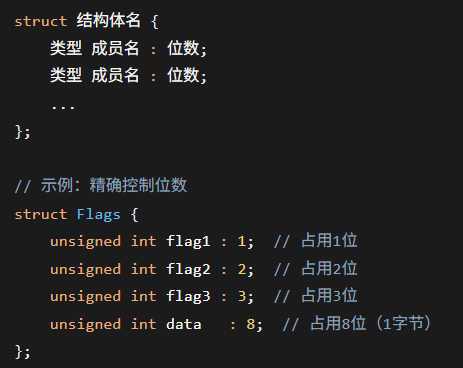 struct 结构体名 {
    类型 成员名 : 位数;
    类型 成员名 : 位数;
    ...
};

// 示例：精确控制位数
struct Flags {
    unsigned int flag1 : 1;  // 占用1位
    unsigned int flag2 : 2;  // 占用2位
    unsigned int flag3 : 3;  // 占用3位
    unsigned int data   : 8;  // 占用8位（1字节）
};